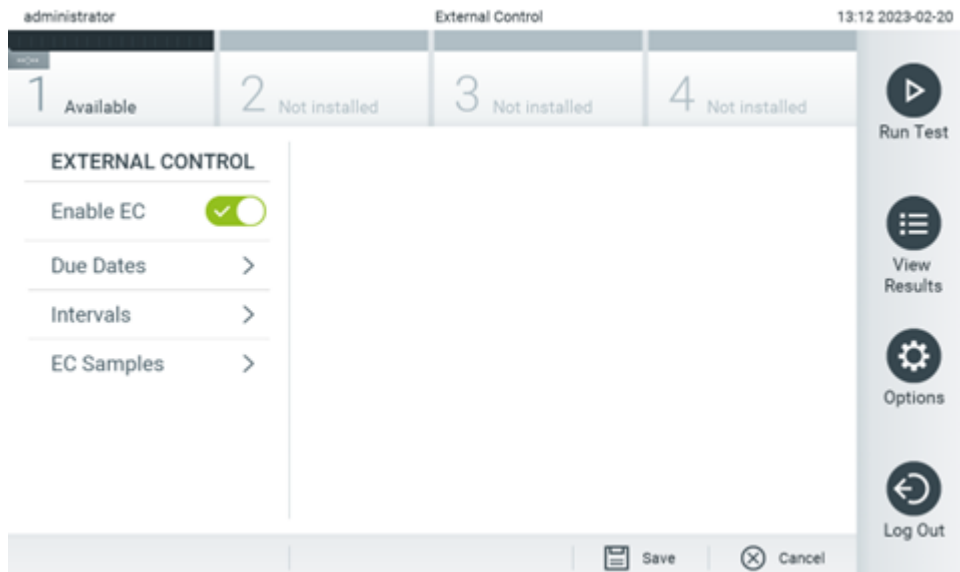 administrator External Control 13:12 2023-02-20
--:--
1 Available 2 Not installed 3 Not installed 4 Not installed
Run Test
EXTERNAL CONTROL
Enable EC
Due Dates
Intervals
EC Samples
View
Results
Options
Log Out
Save Cancel